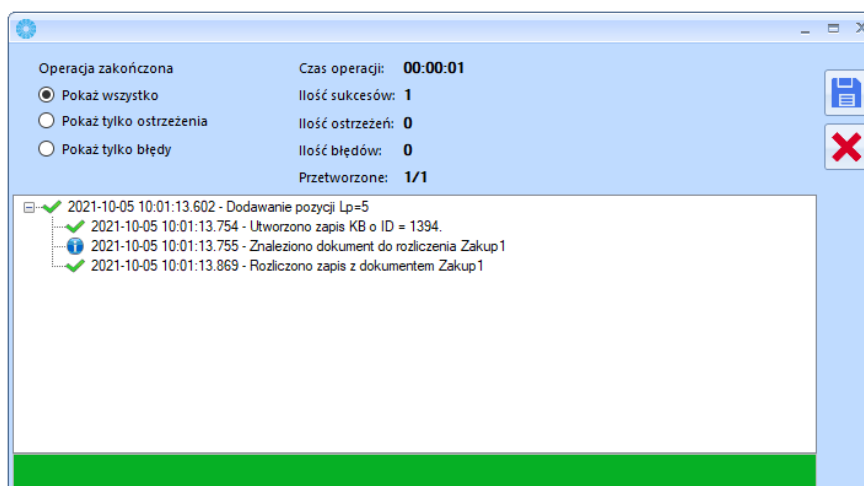 Operacja zakończona
Pokaż wszystko
Pokaż tylko ostrzeżenia
Pokaż tylko błędy
Czas operacji: 00:00:01
Ilość sukcesów: 1
Ilość ostrzeżeń: 0
Ilość błędów: 0
Przetworzone: 1/1
2021-10-05 10:01:13.602 - Dodawanie pozycji Lp=5
2021-10-05 10:01:13.754 - Utworzono zapis KB o ID = 1394.
2021-10-05 10:01:13.755 - Znaleziono dokument do rozliczenia Zakup1
2021-10-05 10:01:13.869 - Rozliczono zapis z dokumentem Zakup1